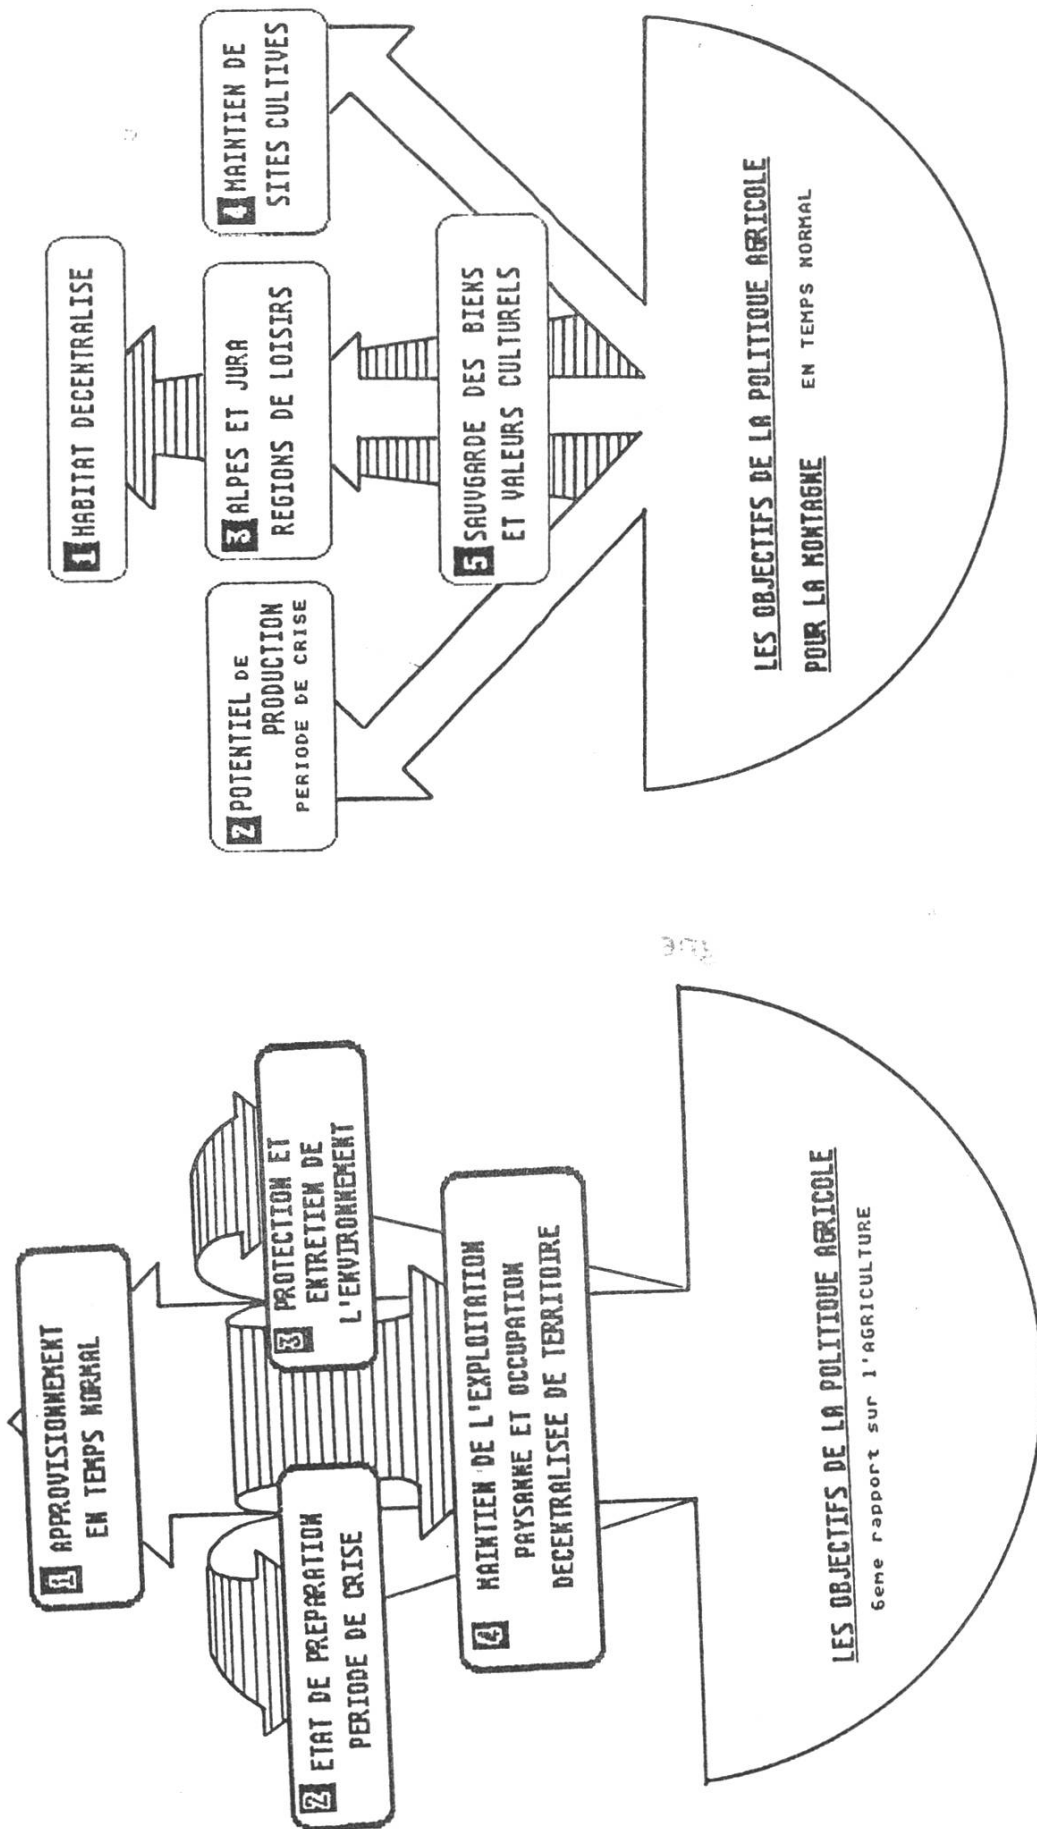 1 APPROVISIONNEMENT
EN TEMPS NORMAL
2 ETAT DE PREPARATION
PERIODE DE CRISE
3 PROTECTION ET
ENTRETIEN DE
L'ENVIRONNEMENT
4 MAINTIEN DE L'EXPLOITATION
PAYSANNE ET OCCUPATION
DECENTRALISEE DE TERRITOIRE
LES OBJECTIFS DE LA POLITIQUE AGRICOLE
6eme rapport sur l'AGRICULTURE
1 HABITAT DECENTRALISE
2 POTENTIEL DE
PRODUCTION
PERIODE DE CRISE
3 ALPES ET JURA
REGIONS DE LOISIRS
4 MAINTIEN DE
SITES CULTIVES
5 SAUVGARDE DES BIENS
ET VALEURS CULTURELS
LES OBJECTIFS DE LA POLITIQUE AGRICOLE
POUR LA MONTAGNE EN TEMPS NORMAL